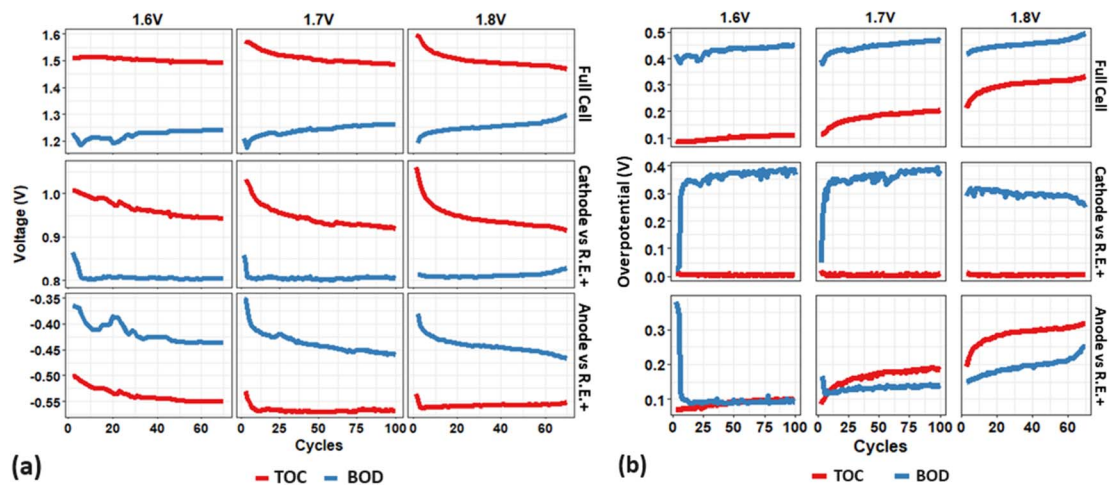 1.6V 1.7V 1.8V
1.6
1.5
1.4
1.3
1.2
Full Cell
1.0
0.9
0.8
Cathode vs R.E.+
Voltage (V)
-0.35
-0.40
-0.45
-0.50
-0.55
Anode vs R.E.+
0 20 40 60 0 25 50 75 100 0 20 40 60
Cycles
(a)
TOC BOD
1.6V 1.7V 1.8V
0.5
0.4
0.3
0.2
0.1
Full Cell
0.4
0.3
0.2
0.1
0.0
Cathode vs R.E.+
Overpotential (V)
0.3
0.2
0.1
Anode vs R.E.+
0 25 50 75 100 0 25 50 75 100 0 20 40 60
Cycles
(b)
TOC BOD